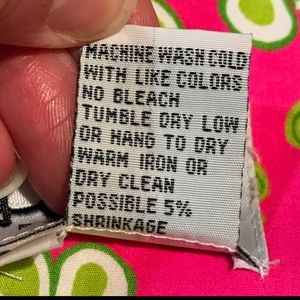 MACHINE WASH COLD
WITH LIKE COLORS
NO BLEACH
TUMBLE DRY LOW
OR HANG TO DRY
WARM IRON OR
DRY CLEAN
POSSIBLE 5%
SHRINKAGE